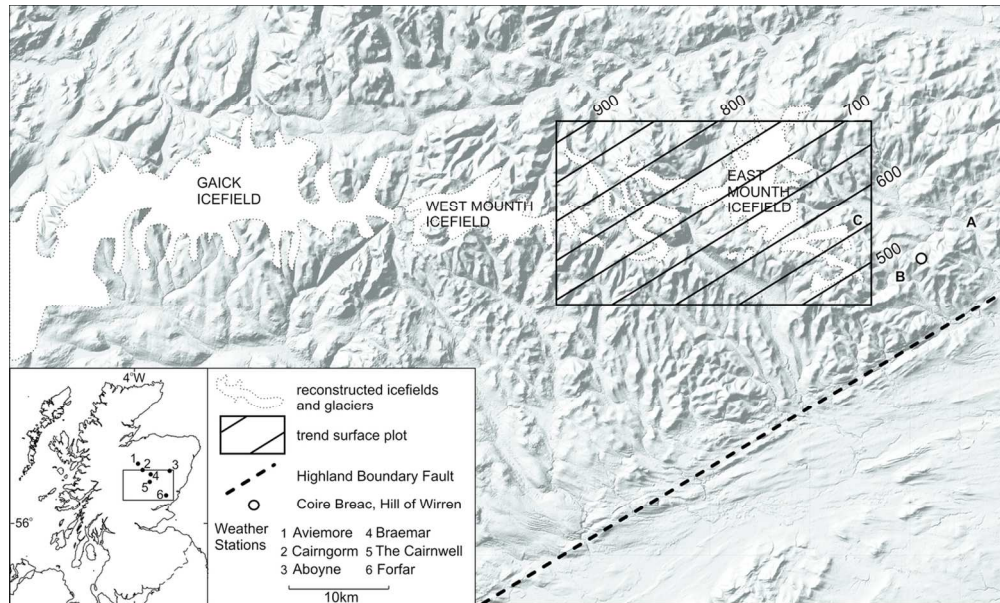 900
800
700
GAICK
ICEFIELD
WEST MOUNTH
ICEFIELD
EAST
MOUNTH
ICEFIELD
600
C
A
500
B
4°W
56°
1
2
3
4
5
6
reconstructed icefields
and glaciers
trend surface plot
Highland Boundary Fault
Coire Breac, Hill of Wirren
Weather
Stations
1 Aviemore
2 Cairngorm
3 Aboyne
4 Braemar
5 The Cairnwell
6 Forfar
10km